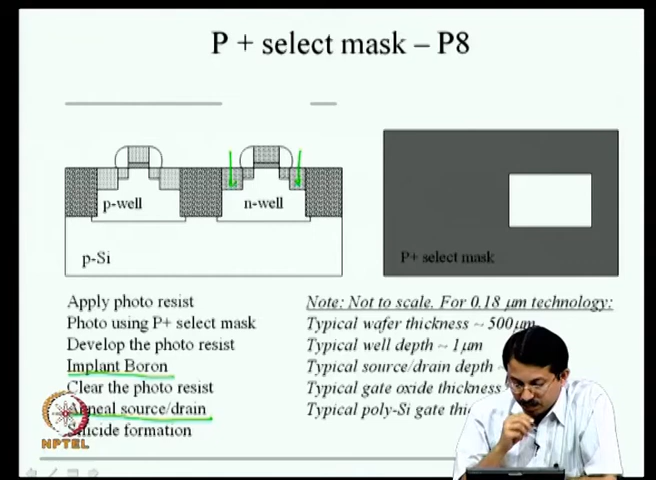 P + select mask – P8
p-well
n-well
p-Si
P+ select mask
Apply photo resist
Photo using P+ select mask
Develop the photo resist
Implant Boron
Clear the photo resist
Anneal source/drain
Silicide formation
Note: Not to scale. For 0.18 μm technology:
Typical wafer thickness ~ 500μm
Typical well depth ~ 1μm
Typical source/drain depth ~
Typical gate oxide thickness
Typical poly-Si gate
NPTEL